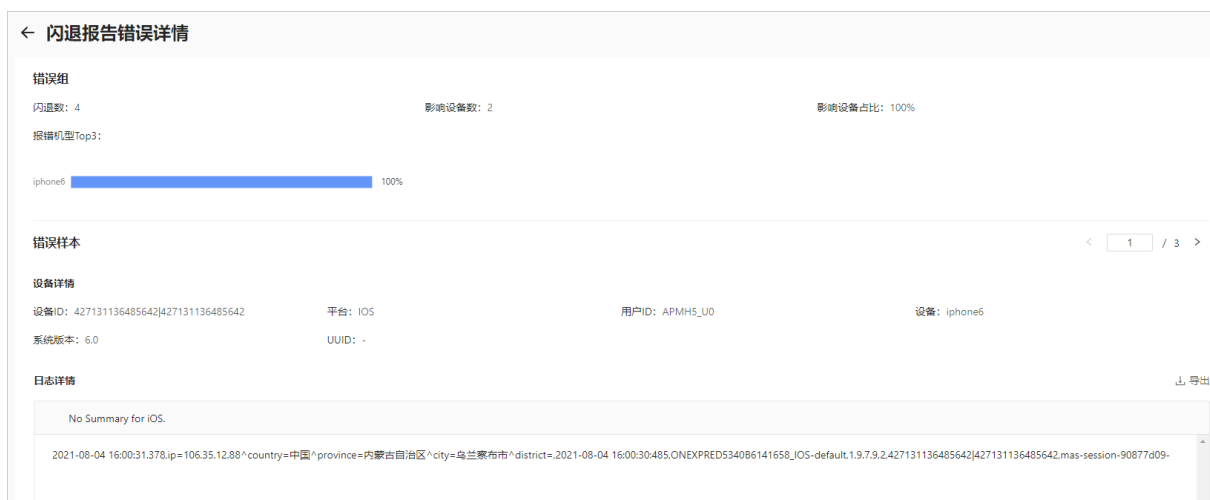 ← 闪退报告错误详情
错误组
闪退数：4 影响设备数：2 影响设备占比：100%
报错机型Top3：
iphone6 100%
错误样本 < 1 / 3 >
设备详情
设备ID：427131136485642|427131136485642 平台：IOS 用户ID：APMH5_U0 设备：iphone6
系统版本：6.0 UUID：-
日志详情 导出
No Summary for iOS.
2021-08-04 16:00:31,378,ip=106.35.12.88^country=中国^province=内蒙古自治区^city=乌兰察布市^district=,2021-08-04 16:00:30:485,ONEXPRED5340B6141658_IOS-default,1.9.7.9,2,427131136485642|427131136485642,mas-session-90877d09-